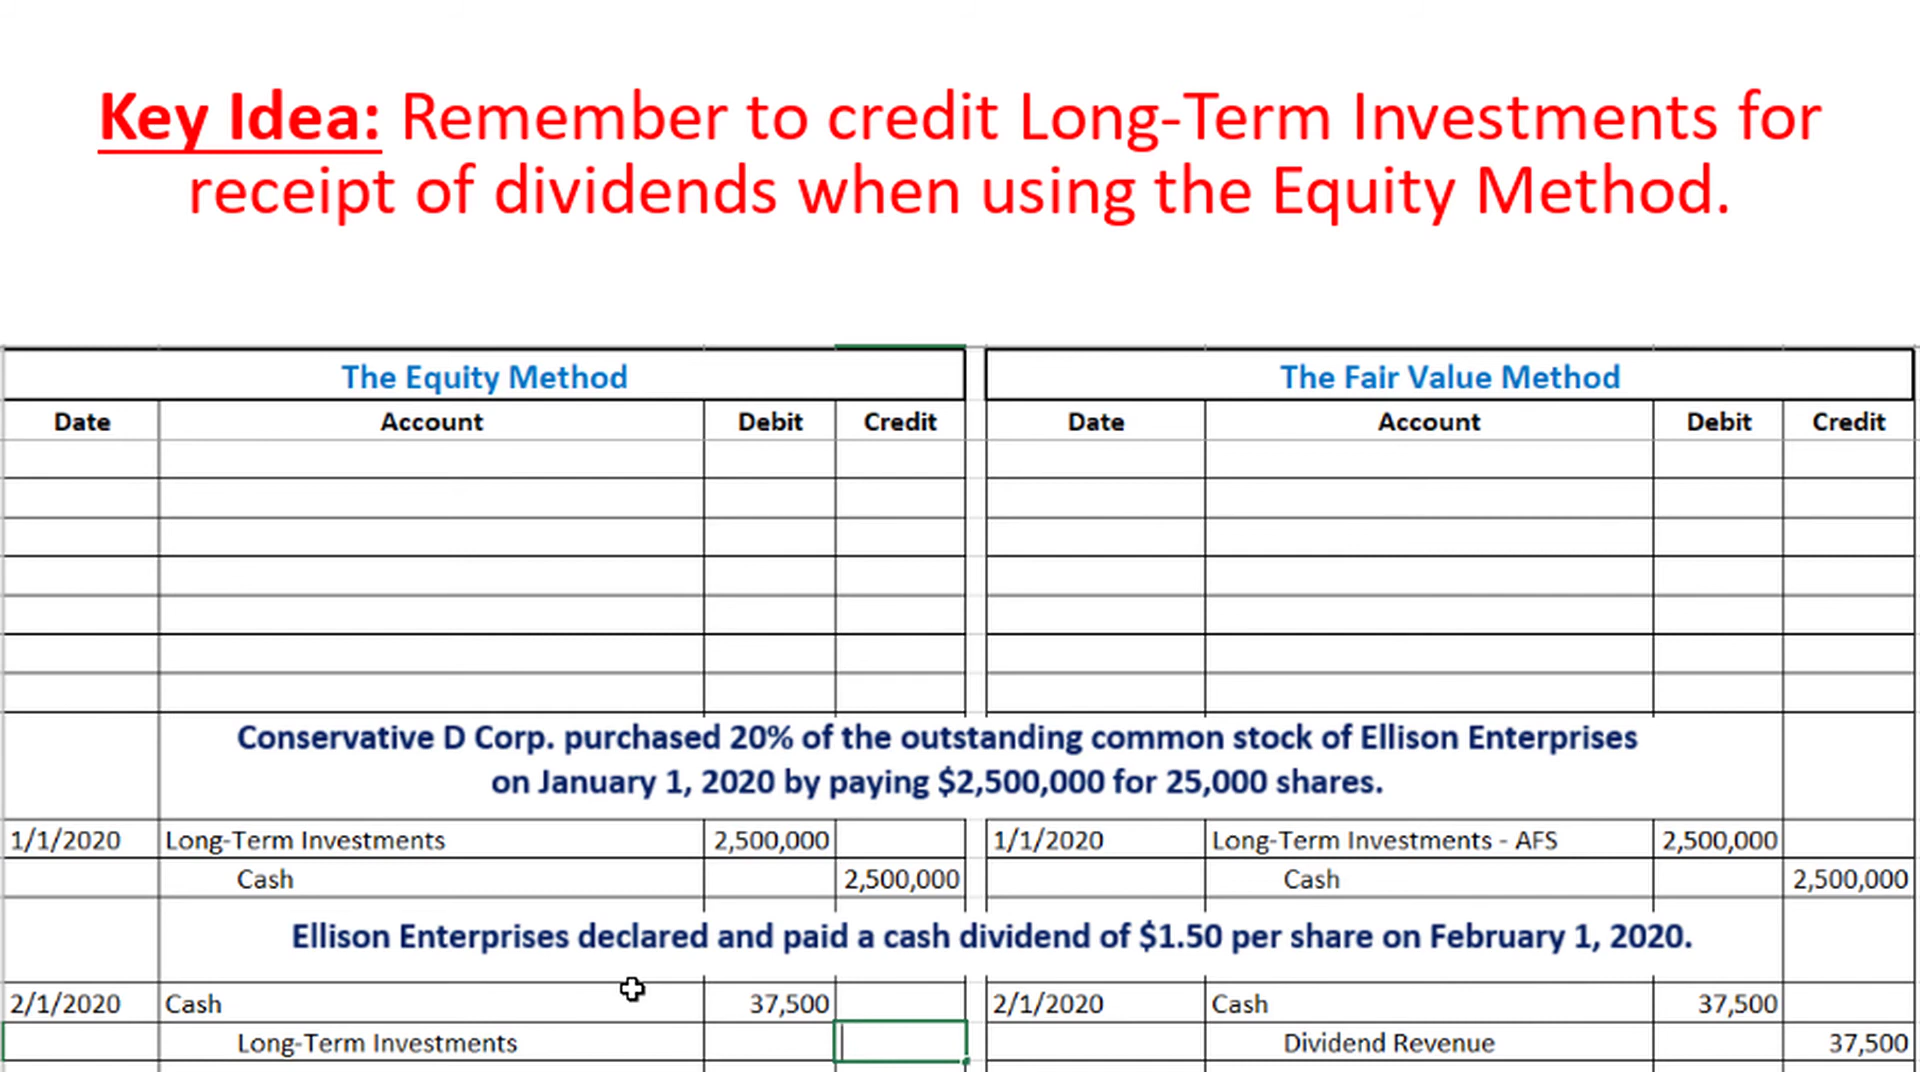 Key Idea: Remember to credit Long-Term Investments for
receipt of dividends when using the Equity Method.
The Equity Method The Fair Value Method
Date Account Debit Credit Date Account Debit Credit
Conservative D Corp. purchased 20% of the outstanding common stock of Ellison Enterprises
on January 1, 2020 by paying $2,500,000 for 25,000 shares.
1/1/2020 Long-Term Investments 2,500,000 1/1/2020 Long-Term Investments - AFS 2,500,000
Cash 2,500,000 Cash 2,500,000
Ellison Enterprises declared and paid a cash dividend of $1.50 per share on February 1, 2020.
2/1/2020 Cash 37,500 2/1/2020 Cash 37,500
Long-Term Investments Dividend Revenue 37,500